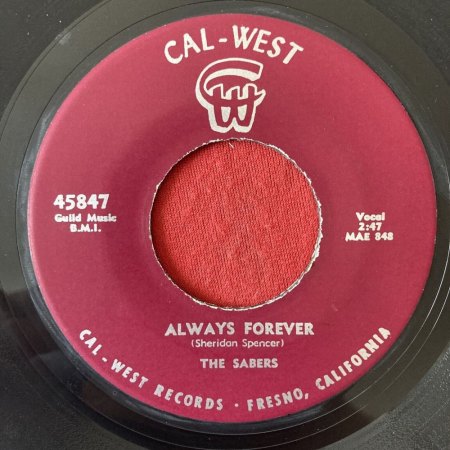 CAL-WEST
CW
45847
Guild Music
B.M.I.
Vocal
2:47
MAE 848
ALWAYS FOREVER
(Sheridan Spencer)
THE SABERS
CAL-WEST RECORDS · FRESNO, CALIFORNIA